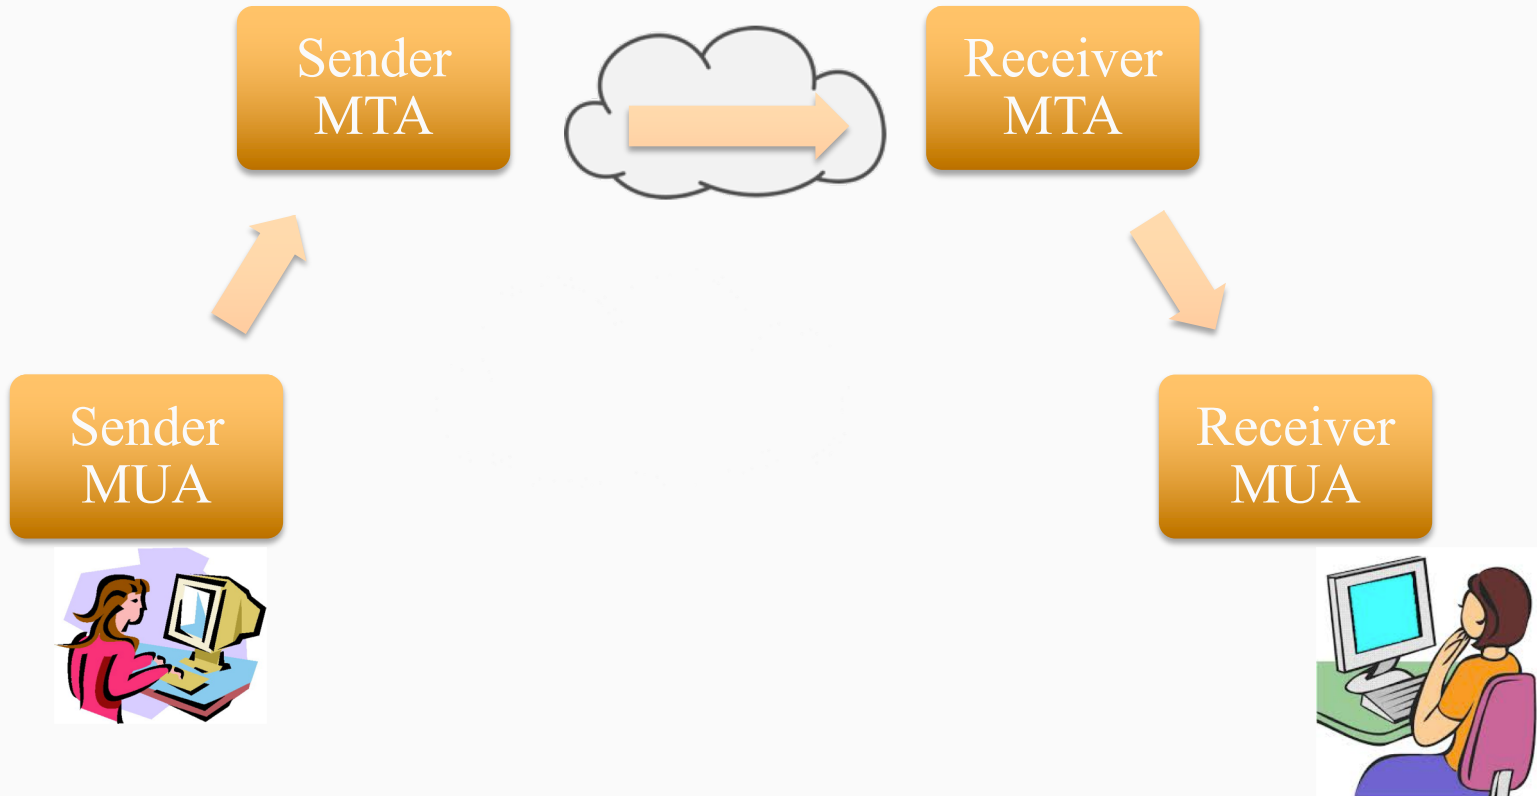 Sender
MTA
Receiver
MTA
Sender
MUA
Receiver
MUA